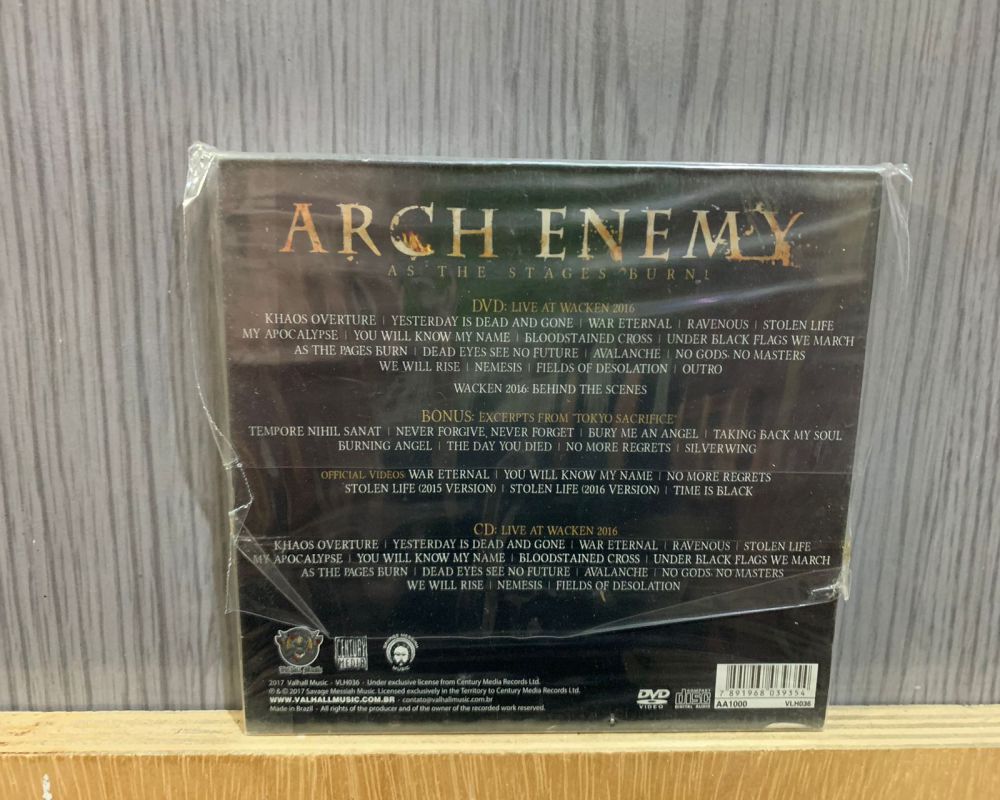 ARCH ENEMY
AS THE STAGES BURN!
DVD: LIVE AT WACKEN 2016
KHAOS OVERTURE | YESTERDAY IS DEAD AND GONE | WAR ETERNAL | RAVENOUS | STOLEN LIFE
MY APOCALYPSE | YOU WILL KNOW MY NAME | BLOODSTAINED CROSS | UNDER BLACK FLAGS WE MARCH
AS THE PAGES BURN | DEAD EYES SEE NO FUTURE | AVALANCHE | NO GODS, NO MASTERS
WE WILL RISE | NEMESIS | FIELDS OF DESOLATION | OUTRO
WACKEN 2016: BEHIND THE SCENES
BONUS: EXCERPTS FROM "TOKYO SACRIFICE"
TEMPORE NIHIL SANAT | NEVER FORGIVE, NEVER FORGET | BURY ME AN ANGEL | TAKING BACK MY SOUL
BURNING ANGEL | THE DAY YOU DIED | NO MORE REGRETS | SILVERWING
OFFICIAL VIDEOS: WAR ETERNAL | YOU WILL KNOW MY NAME | NO MORE REGRETS
STOLEN LIFE (2015 VERSION) | STOLEN LIFE (2016 VERSION) | TIME IS BLACK
CD: LIVE AT WACKEN 2016
KHAOS OVERTURE | YESTERDAY IS DEAD AND GONE | WAR ETERNAL | RAVENOUS | STOLEN LIFE
MY APOCALYPSE | YOU WILL KNOW MY NAME | BLOODSTAINED CROSS | UNDER BLACK FLAGS WE MARCH
AS THE PAGES BURN | DEAD EYES SEE NO FUTURE | AVALANCHE | NO GODS, NO MASTERS
WE WILL RISE | NEMESIS | FIELDS OF DESOLATION
CENTURY
MEDIA
MUSIC
2017 Valhall Music · VLH036 · Under exclusive license from Century Media Records Ltd.
℗ & © 2017 Savage Messiah Music. Licensed exclusively in the Territory to Century Media Records Ltd.
WWW.VALHALLMUSIC.COM.BR · contato@valhallmusic.com.br
Made in Brazil - All rights of the producer and of the owner of the recorded work reserved.
DVD
VIDEO
COMPACT
disc
DIGITAL AUDIO
7 891968 039354
AA1000 VLH036